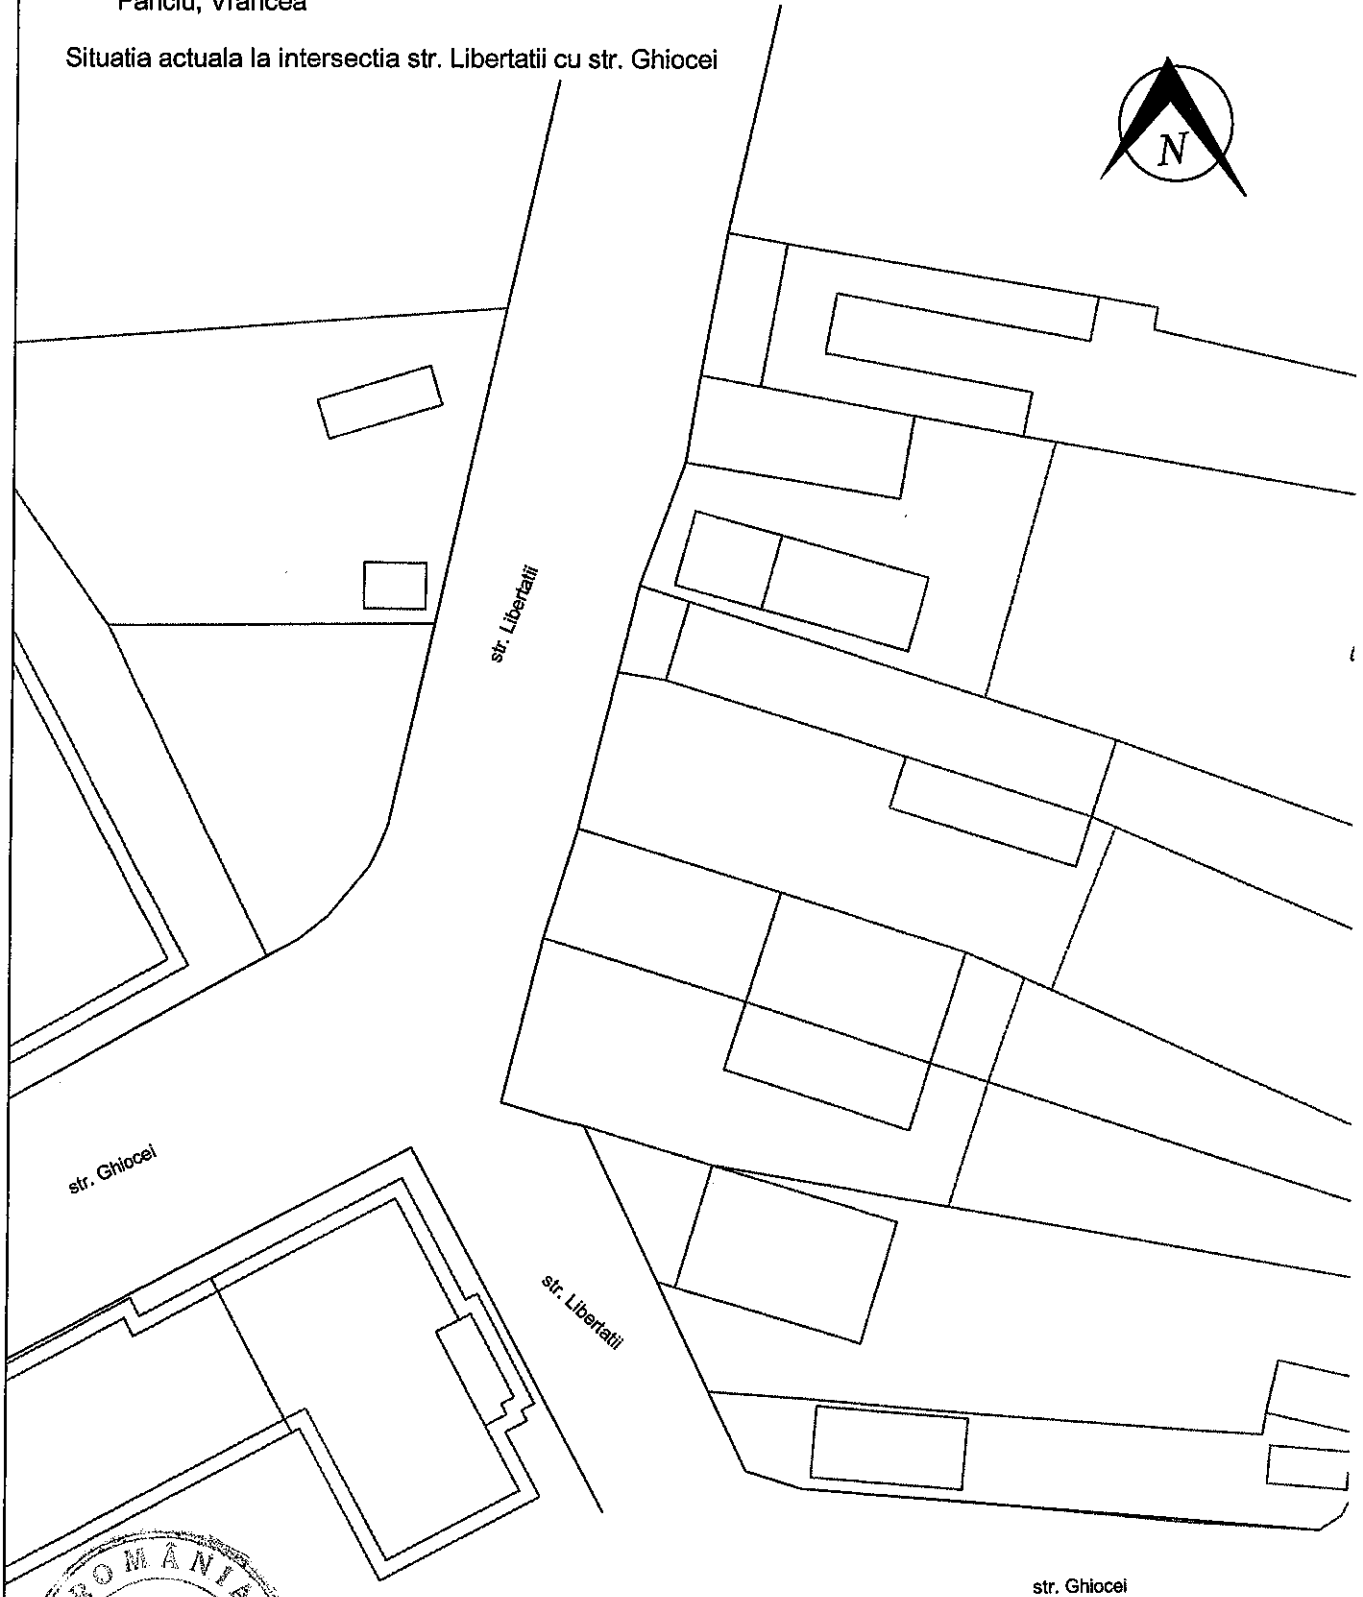 Panciu, Vrancea
Situatia actuala la intersectia str. Libertatii cu str. Ghiocei
N
str. Libertatii
str. Ghiocei
str. Libertatii
ROMÂNIA
str. Ghiocei